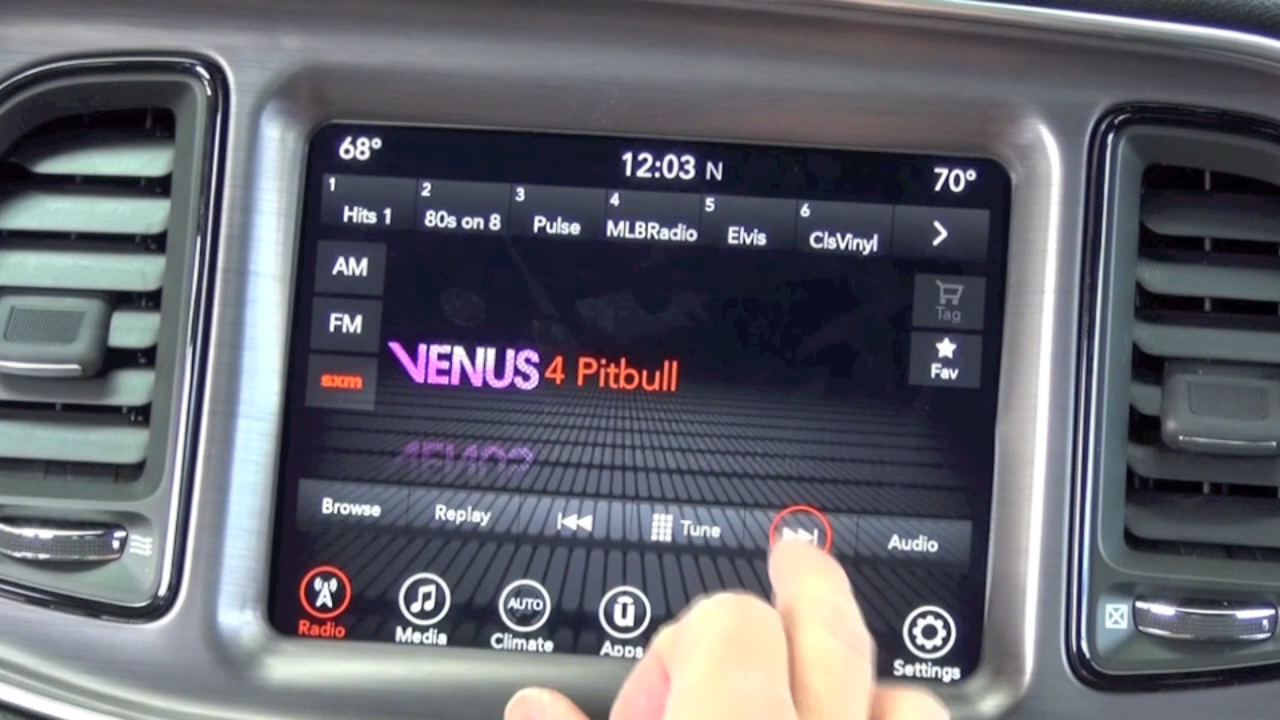 68° 12:03 N 70°
1 2 3 4 5 6
Hits 1 80s on 8 Pulse MLBRadio Elvis ClsVinyl
AM
FM
sxm
Tag
Fav
VENUS 4 Pitbull
Browse Replay Tune Audio
AUTO
Radio Media Climate Apps Settings